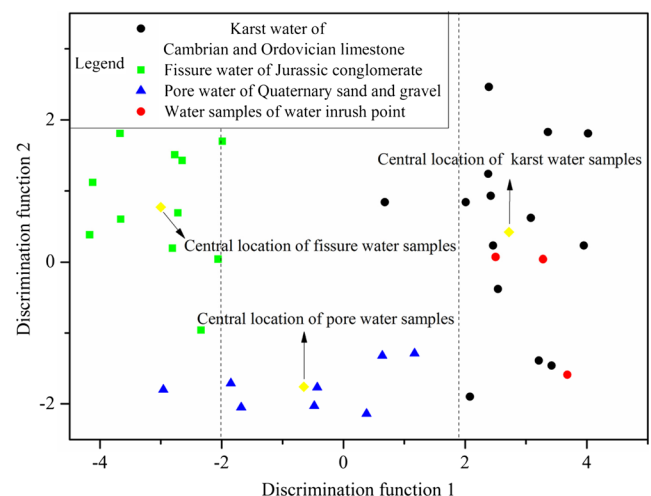 Legend
Karst water of
Cambrian and Ordovician limestone
Fissure water of Jurassic conglomerate
Pore water of Quaternary sand and gravel
Water samples of water inrush point
Central location of karst water samples
Central location of fissure water samples
Central location of pore water samples
Discrimination function 2
2
0
-2
-4
-2
0
2
4
Discrimination function 1